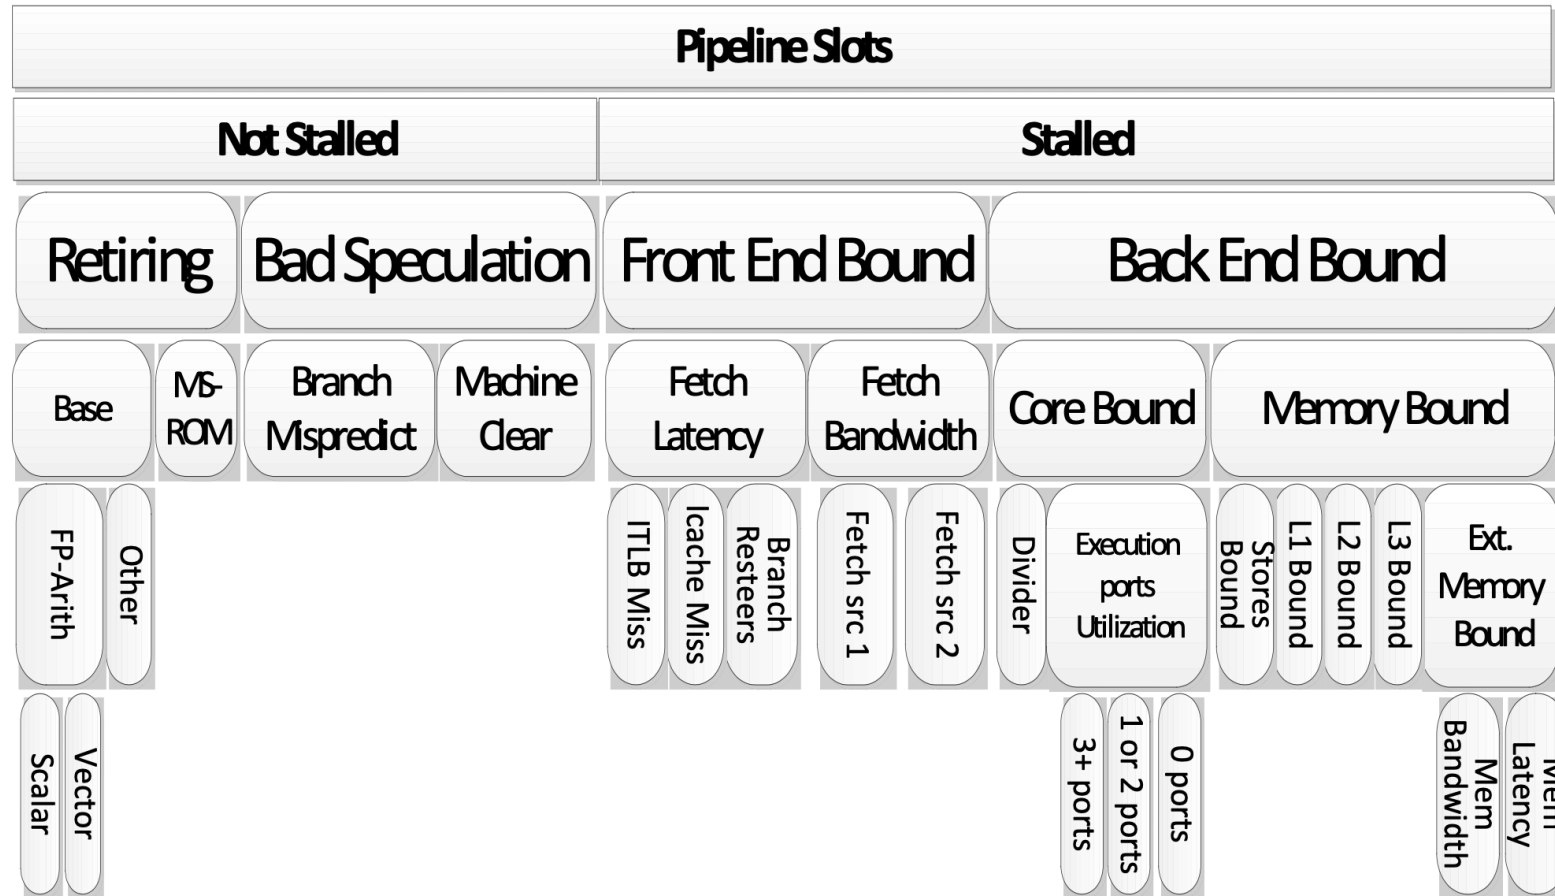 Pipeline Slots
Not Stalled
Stalled
Retiring
Bad Speculation
Front End Bound
Back End Bound
Base
MS-
ROM
Branch
Mispredict
Machine
Clear
Fetch
Latency
Fetch
Bandwidth
Core Bound
Memory Bound
FP-Arith
Other
ITLB Miss
Icache Miss
Branch
Resteers
Fetch src 1
Fetch src 2
Divider
Execution
ports
Utilization
Stores
Bound
L1 Bound
L2 Bound
L3 Bound
Ext.
Memory
Bound
Scalar
Vector
3+ ports
1 or 2 ports
0 ports
Mem
Bandwidth
Mem
Latency